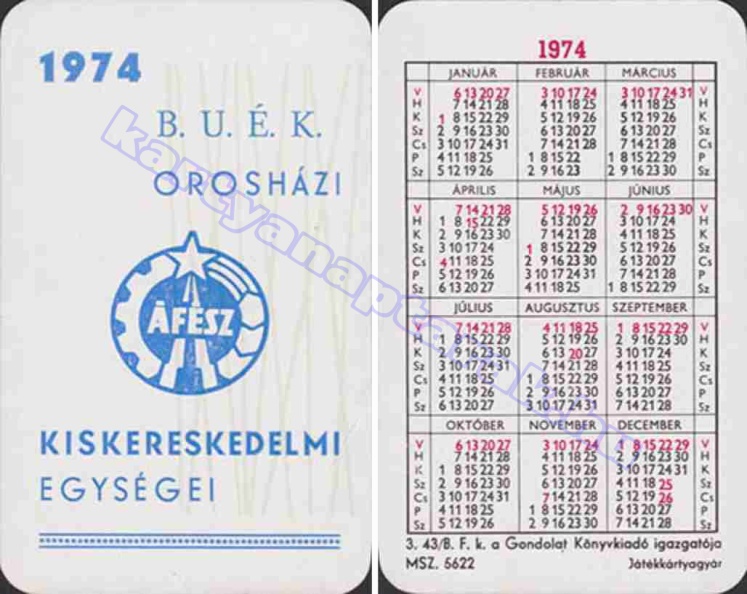 1974
B. U. É. K.
OROSHÁZI
ÁFÉSZ
KISKERESKEDELMI
EGYSÉGEI
1974
JANUÁR FEBRUÁR MÁRCIUS
V 6 13 20 27 3 10 17 24 3 10 17 24 31 V
H 7 14 21 28 4 11 18 25 4 11 18 25 H
K 1 8 15 22 29 5 12 19 26 5 12 19 26 K
Sz 2 9 16 23 30 6 13 20 27 6 13 20 27 Sz
Cs 3 10 17 24 31 7 14 21 28 7 14 21 28 Cs
P 4 11 18 25 1 8 15 22 1 8 15 22 29 P
Sz 5 12 19 26 2 9 16 23 2 9 16 23 30 Sz
ÁPRILIS MÁJUS JÚNIUS
V 7 14 21 28 5 12 19 26 2 9 16 23 30 V
H 1 8 15 22 29 6 13 20 27 3 10 17 24 H
K 2 9 16 23 30 7 14 21 28 4 11 18 25 K
Sz 3 10 17 24 1 8 15 22 29 5 12 19 26 Sz
Cs 4 11 18 25 2 9 16 23 30 6 13 20 27 Cs
P 5 12 19 26 3 10 17 24 31 7 14 21 28 P
Sz 6 13 20 27 4 11 18 25 1 8 15 22 29 Sz
JÚLIUS AUGUSZTUS SZEPTEMBER
V 7 14 21 28 4 11 18 25 1 8 15 22 29 V
H 1 8 15 22 29 5 12 19 26 2 9 16 23 30 H
K 2 9 16 23 30 6 13 20 27 3 10 17 24 K
Sz 3 10 17 24 31 7 14 21 28 4 11 18 25 Sz
Cs 4 11 18 25 1 8 15 22 29 5 12 19 26 Cs
P 5 12 19 26 2 9 16 23 30 6 13 20 27 P
Sz 6 13 20 27 3 10 17 24 31 7 14 21 28 Sz
OKTÓBER NOVEMBER DECEMBER
V 6 13 20 27 3 10 17 24 1 8 15 22 29 V
H 7 14 21 28 4 11 18 25 2 9 16 23 30 H
K 1 8 15 22 29 5 12 19 26 3 10 17 24 31 K
Sz 2 9 16 23 30 6 13 20 27 4 11 18 25 Sz
Cs 3 10 17 24 31 7 14 21 28 5 12 19 26 Cs
P 4 11 18 25 1 8 15 22 29 6 13 20 27 P
Sz 5 12 19 26 2 9 16 23 30 7 14 21 28 Sz
3. 43/B. F. k. a Gondolat Könyvkiadó igazgatója
MSZ. 5622 Játékkártyagyár